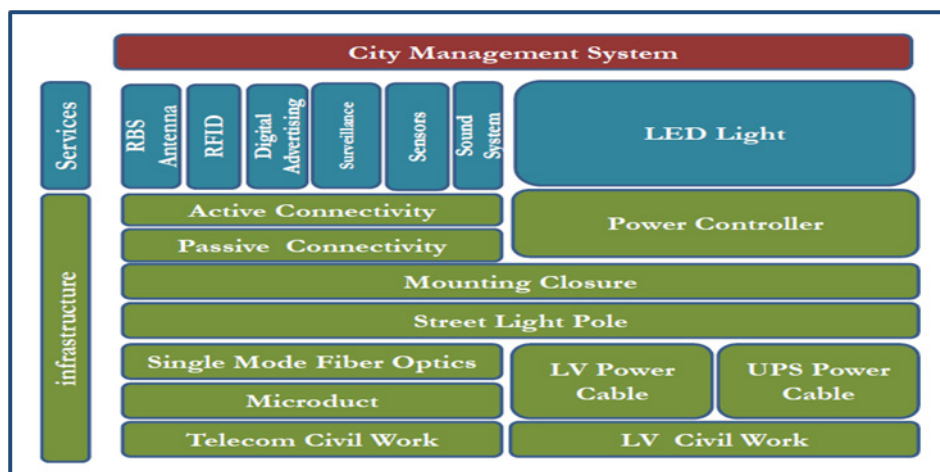 City Management System
Services
RBS
Antenna
RFID
Digital
Advertising
Surveillance
Sensors
Sound
System
LED Light
infrastructure
Active Connectivity
Power Controller
Passive Connectivity
Mounting Closure
Street Light Pole
Single Mode Fiber Optics
LV Power
Cable
UPS Power
Cable
Microduct
Telecom Civil Work
LV Civil Work